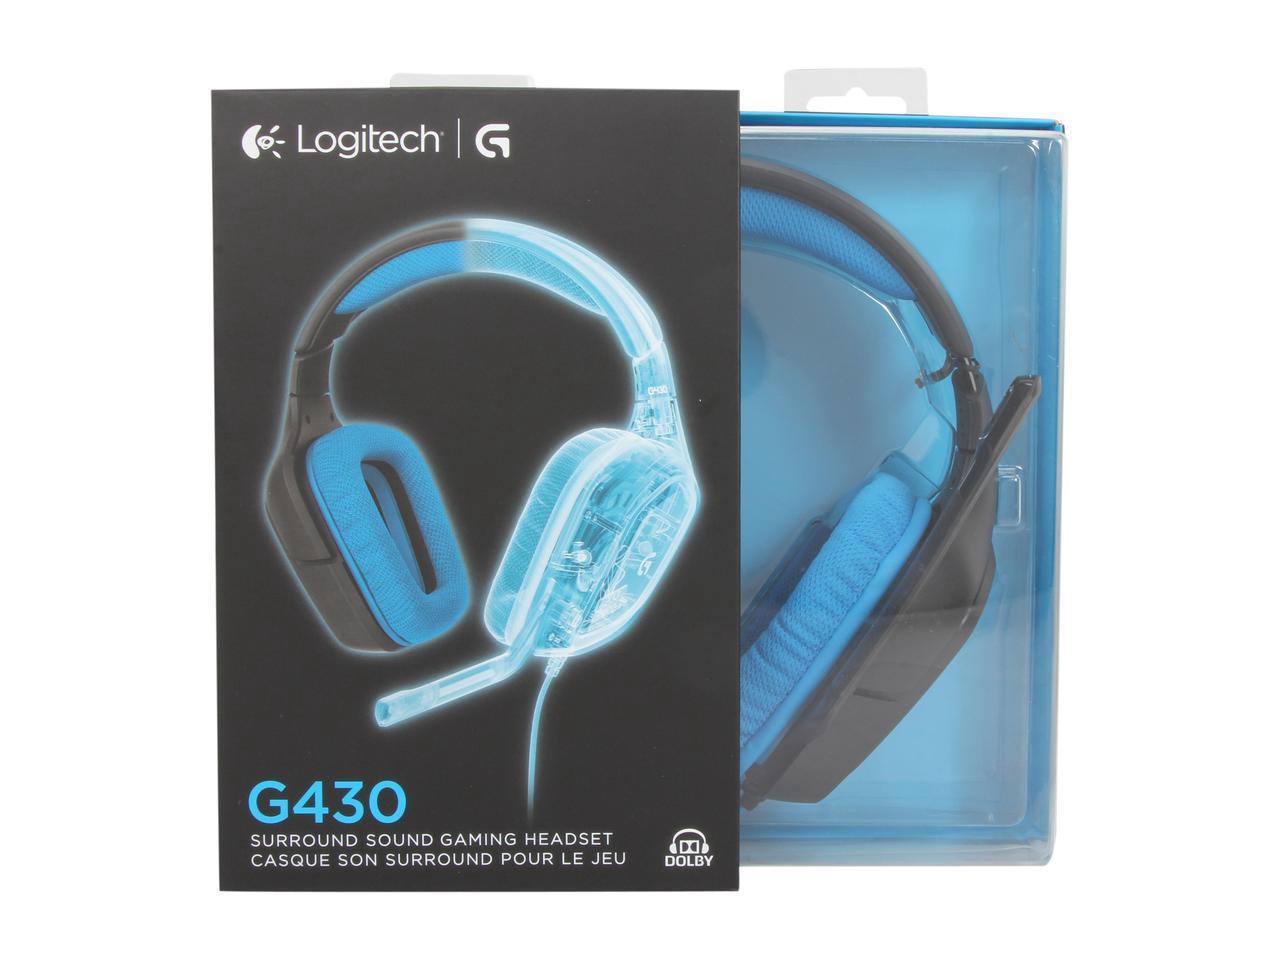 Logitech G
G430
G
G430
SURROUND SOUND GAMING HEADSET
CASQUE SON SURROUND POUR LE JEU
DOLBY